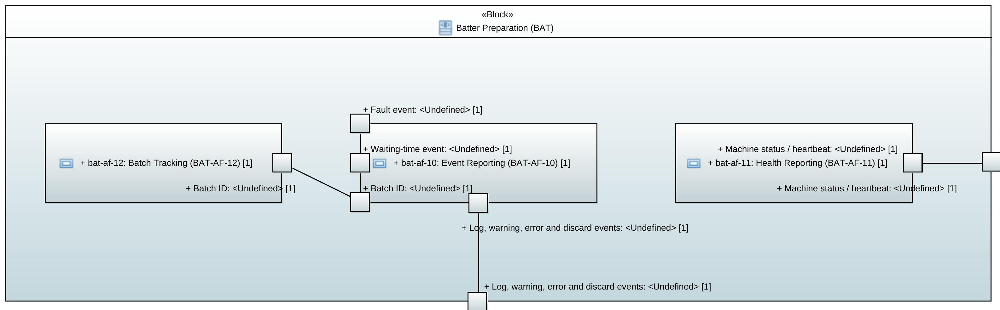 «Block»
Batter Preparation (BAT)
+ Fault event: <Undefined> [1]
+ Waiting-time event: <Undefined> [1]
+ Machine status / heartbeat: <Undefined> [1]
+ bat-af-12: Batch Tracking (BAT-AF-12) [1]
+ bat-af-10: Event Reporting (BAT-AF-10) [1]
+ bat-af-11: Health Reporting (BAT-AF-11) [1]
+ Batch ID: <Undefined> [1]
+ Batch ID: <Undefined> [1]
+ Machine status / heartbeat: <Undefined> [1]
+ Log, warning, error and discard events: <Undefined> [1]
+ Log, warning, error and discard events: <Undefined> [1]